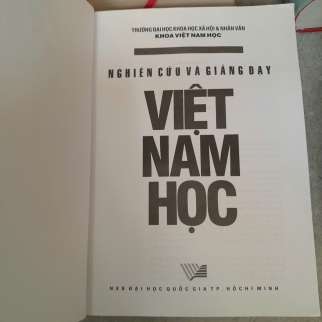 TRƯỜNG ĐẠI HỌC KHOA HỌC XÃ HỘI & NHÂN VĂN
KHOA VIỆT NAM HỌC
NGHIÊN CỨU VÀ GIẢNG DẠY
VIỆT
NAM
HỌC
NXB ĐẠI HỌC QUỐC GIA TP. HỒ CHÍ MINH